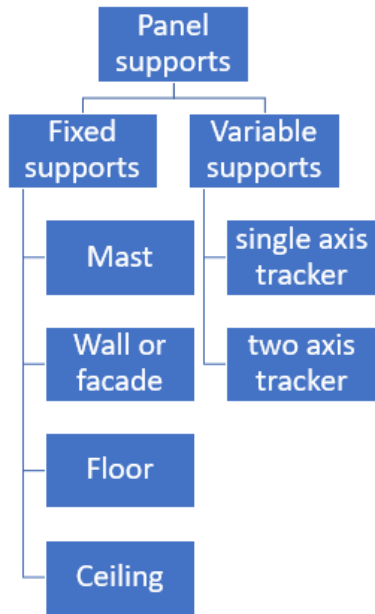 Panel
supports
Fixed
supports
Variable
supports
Mast
Wall or
facade
Floor
Ceiling
single axis
tracker
two axis
tracker